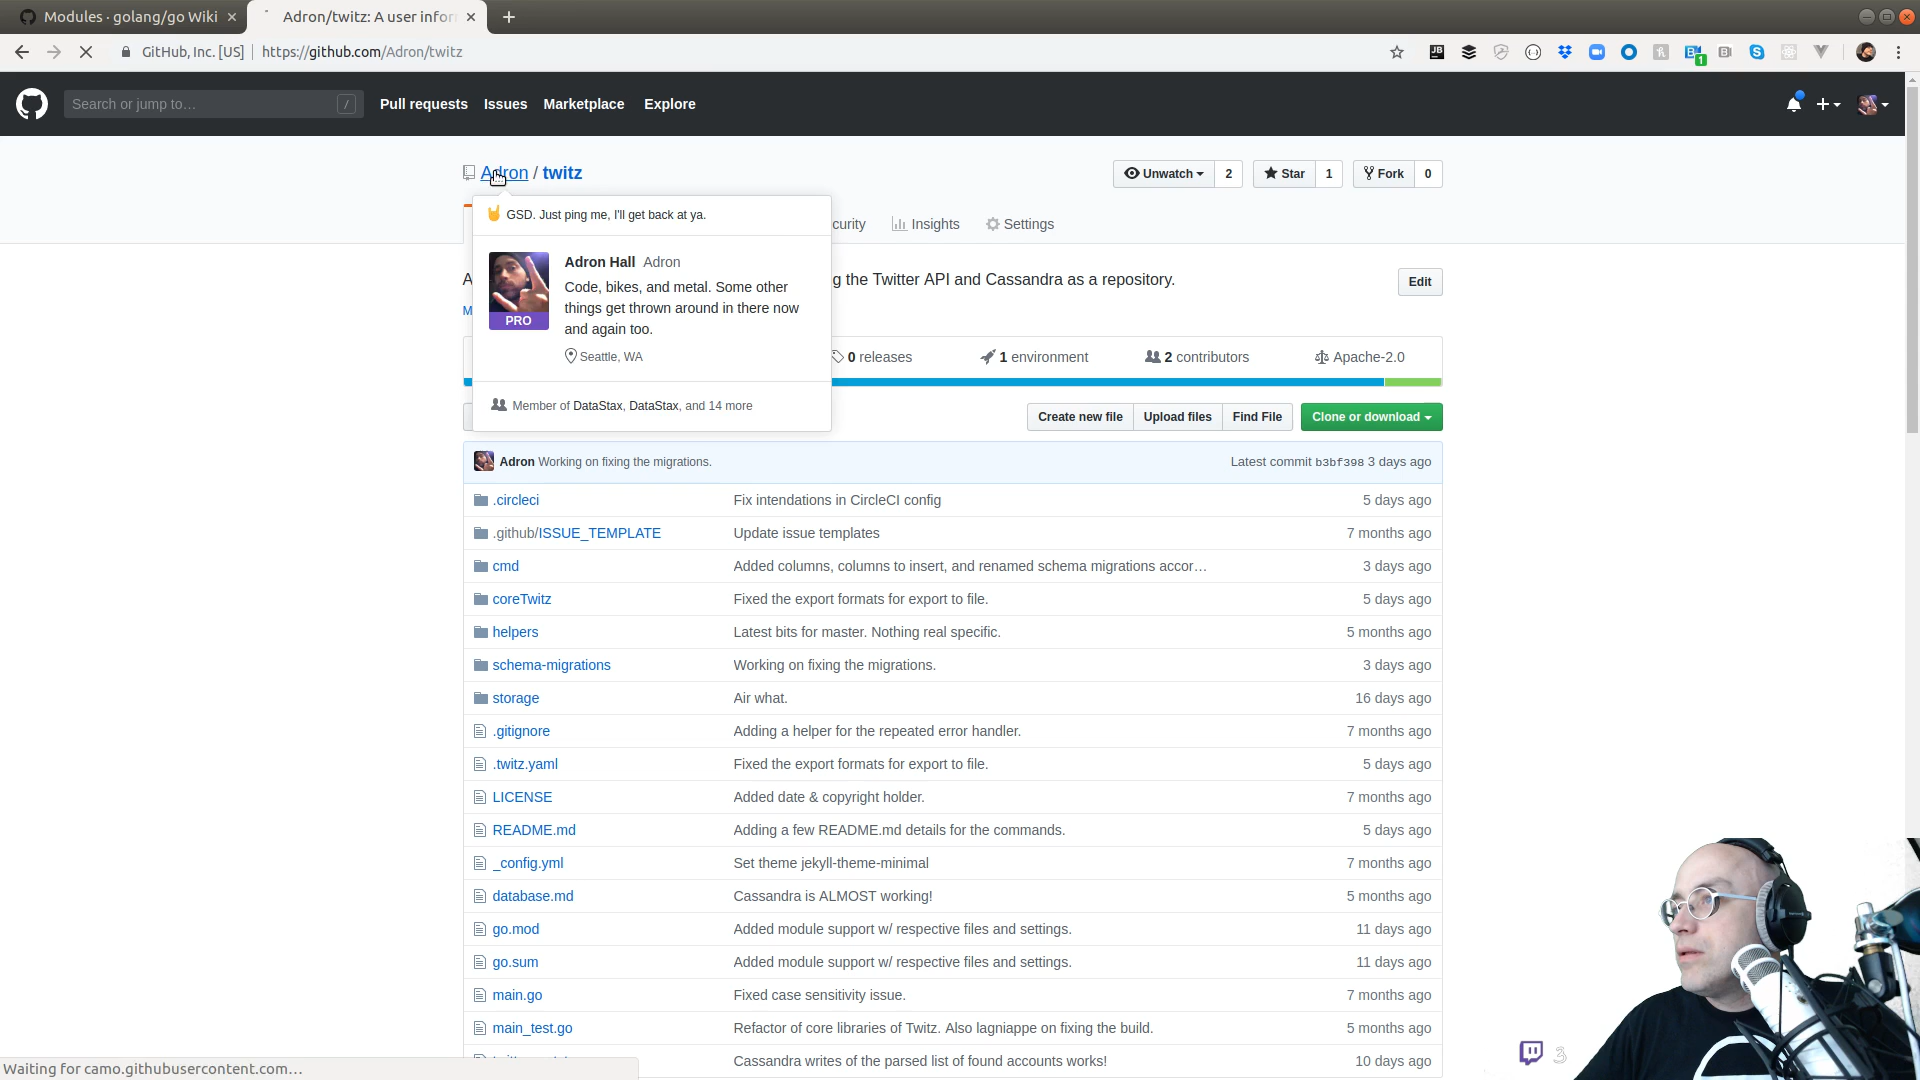 Modules · golang/go Wiki
Adron/twitz: A user infor
GitHub, Inc. [US]
https://github.com/Adron/twitz
1
Search or jump to…
/
Pull requests
Issues
Marketplace
Explore
Adron / twitz
Unwatch
2
Star
1
Fork
0
GSD. Just ping me, I'll get back at ya.
curity
Insights
Settings
Adron Hall Adron
Code, bikes, and metal. Some other
things get thrown around in there now
and again too.
PRO
Seattle, WA
Member of DataStax, DataStax, and 14 more
A
g the Twitter API and Cassandra as a repository.
Edit
M
0 releases
1 environment
2 contributors
Apache-2.0
Create new file
Upload files
Find File
Clone or download
Adron Working on fixing the migrations.
Latest commit b3bf398 3 days ago
.circleci
Fix intendations in CircleCI config
5 days ago
.github/ISSUE_TEMPLATE
Update issue templates
7 months ago
cmd
Added columns, columns to insert, and renamed schema migrations accor…
3 days ago
coreTwitz
Fixed the export formats for export to file.
5 days ago
helpers
Latest bits for master. Nothing real specific.
5 months ago
schema-migrations
Working on fixing the migrations.
3 days ago
storage
Air what.
16 days ago
.gitignore
Adding a helper for the repeated error handler.
7 months ago
.twitz.yaml
Fixed the export formats for export to file.
5 days ago
LICENSE
Added date & copyright holder.
7 months ago
README.md
Adding a few README.md details for the commands.
5 days ago
_config.yml
Set theme jekyll-theme-minimal
7 months ago
database.md
Cassandra is ALMOST working!
5 months ago
go.mod
Added module support w/ respective files and settings.
11 days ago
go.sum
Added module support w/ respective files and settings.
11 days ago
main.go
Fixed case sensitivity issue.
7 months ago
main_test.go
Refactor of core libraries of Twitz. Also lagniappe on fixing the build.
5 months ago
Cassandra writes of the parsed list of found accounts works!
10 days ago
Waiting for camo.githubusercontent.com…
3